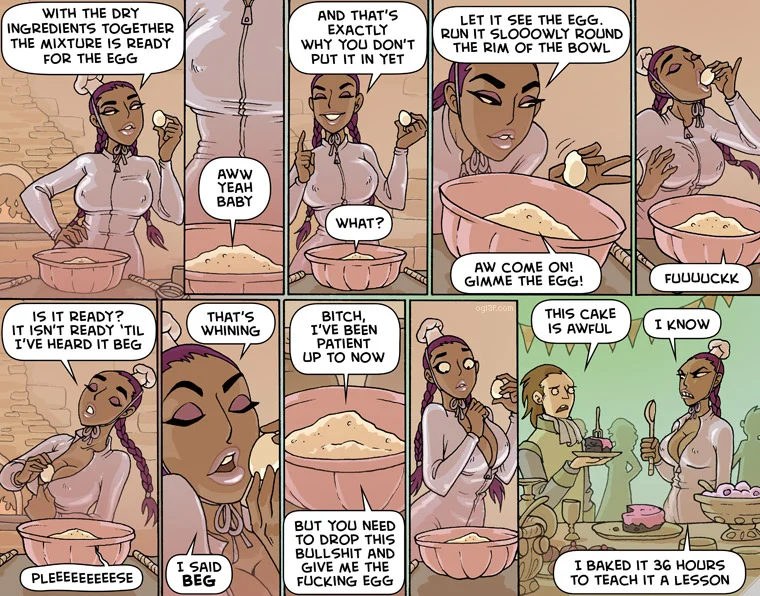 WITH THE DRY
INGREDIENTS TOGETHER
THE MIXTURE IS READY
FOR THE EGG
AWW
YEAH
BABY
AND THAT'S
EXACTLY
WHY YOU DON'T
PUT IT IN YET
WHAT?
LET IT SEE THE EGG.
RUN IT SLOOOWLY ROUND
THE RIM OF THE BOWL
AW COME ON!
GIMME THE EGG!
FUUUUCKK
IS IT READY?
IT ISN'T READY 'TIL
I'VE HEARD IT BEG
PLEEEEEEEEESE
THAT'S
WHINING
I SAID
BEG
BITCH,
I'VE BEEN
PATIENT
UP TO NOW
BUT YOU NEED
TO DROP THIS
BULLSHIT AND
GIVE ME THE
FUCKING EGG
oglaf.com
THIS CAKE
IS AWFUL
I KNOW
I BAKED IT 36 HOURS
TO TEACH IT A LESSON